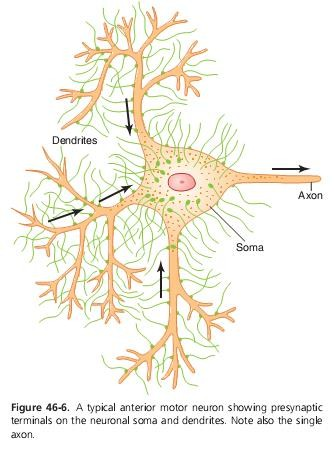 Dendrites
Axon
Soma
Figure 46-6. A typical anterior motor neuron showing presynaptic
terminals on the neuronal soma and dendrites. Note also the single
axon.